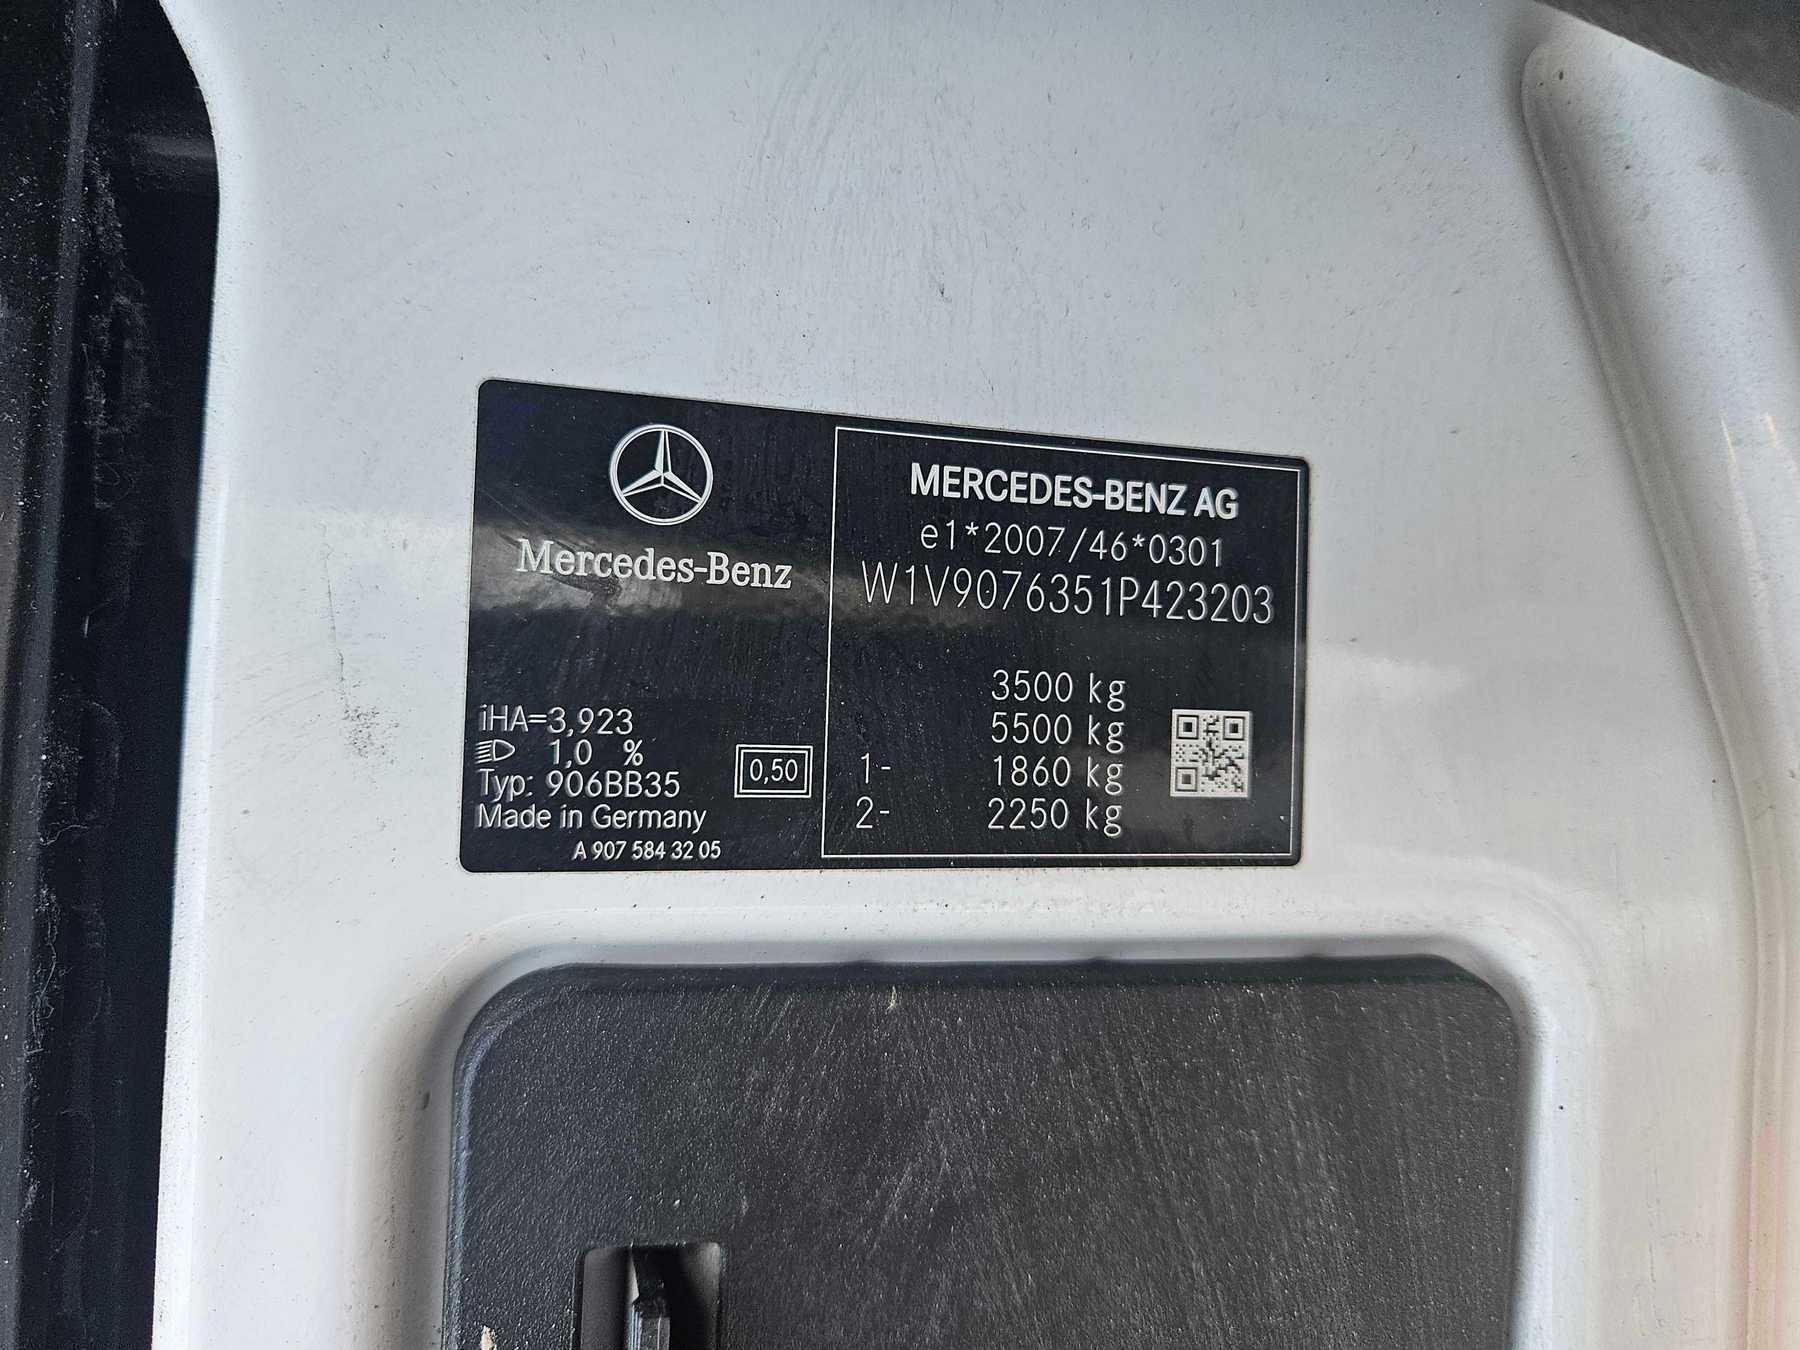 Mercedes-Benz
iHA=3,923
1,0 %
Typ: 906BB35
Made in Germany
A 907 584 32 05
0,50
MERCEDES-BENZ AG
e1*2007/46*0301
W1V9076351P423203
3500 kg
5500 kg
1- 1860 kg
2- 2250 kg